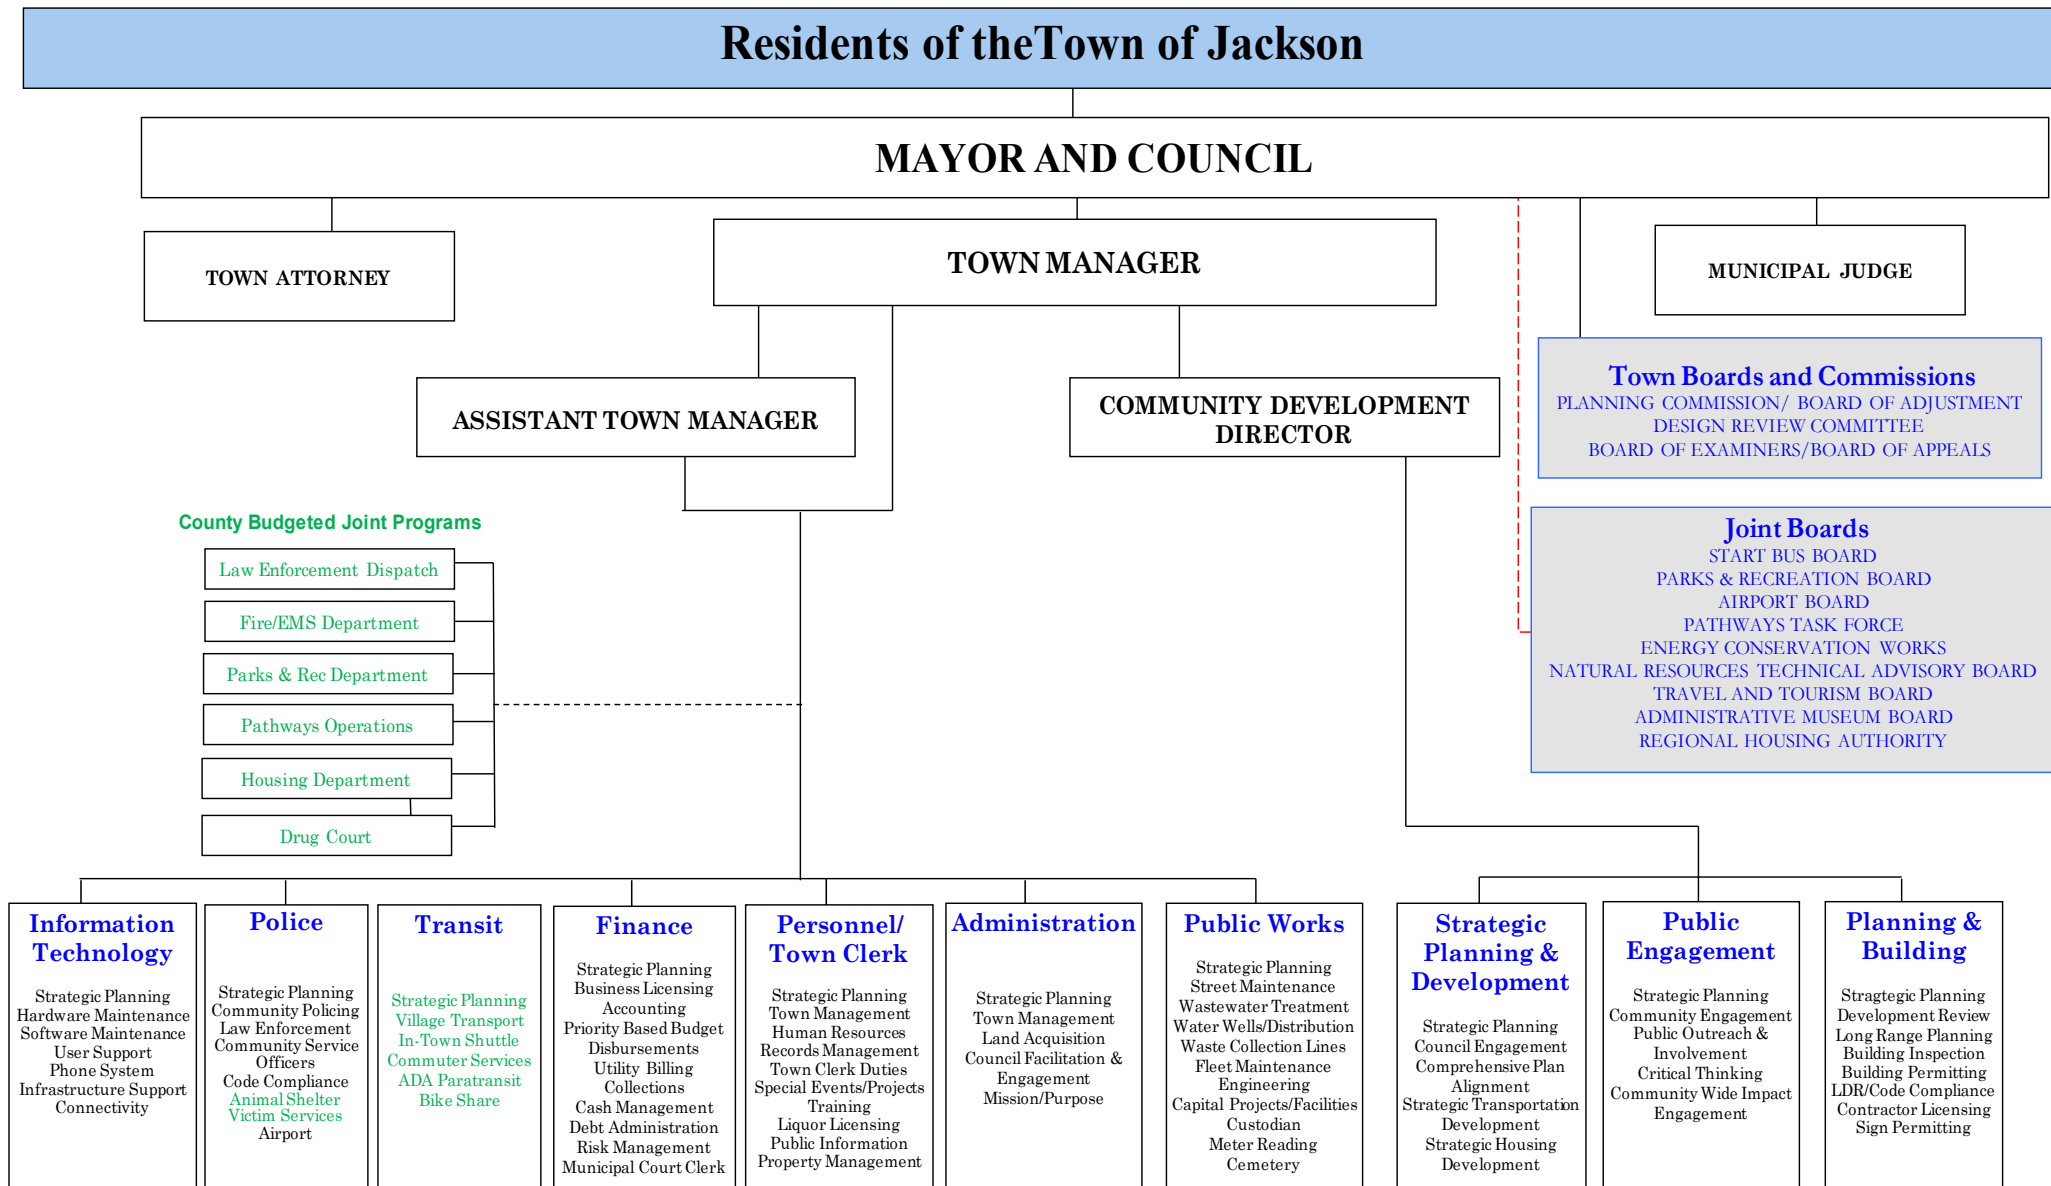 Residents of theTown of Jackson
MAYOR AND COUNCIL
TOWN ATTORNEY
TOWN MANAGER
MUNICIPAL JUDGE
ASSISTANT TOWN MANAGER
COMMUNITY DEVELOPMENT
DIRECTOR
Town Boards and Commissions
PLANNING COMMISSION/ BOARD OF ADJUSTMENT
DESIGN REVIEW COMMITTEE
BOARD OF EXAMINERS/BOARD OF APPEALS
Joint Boards
START BUS BOARD
PARKS & RECREATION BOARD
AIRPORT BOARD
PATHWAYS TASK FORCE
ENERGY CONSERVATION WORKS
NATURAL RESOURCES TECHNICAL ADVISORY BOARD
TRAVEL AND TOURISM BOARD
ADMINISTRATIVE MUSEUM BOARD
REGIONAL HOUSING AUTHORITY
County Budgeted Joint Programs
Law Enforcement Dispatch
Fire/EMS Department
Parks & Rec Department
Pathways Operations
Housing Department
Drug Court
Information
Technology
Strategic Planning
Hardware Maintenance
Software Maintenance
User Support
Phone System
Infrastructure Support
Connectivity
Police
Strategic Planning
Community Policing
Law Enforcement
Community Service
Officers
Code Compliance
Animal Shelter
Victim Services
Airport
Transit
Strategic Planning
Village Transport
In-Town Shuttle
Commuter Services
ADA Paratransit
Bike Share
Finance
Strategic Planning
Business Licensing
Accounting
Priority Based Budget
Disbursements
Utility Billing
Collections
Cash Management
Debt Administration
Risk Management
Municipal Court Clerk
Personnel/
Town Clerk
Strategic Planning
Town Management
Human Resources
Records Management
Town Clerk Duties
Special Events/Projects
Training
Liquor Licensing
Public Information
Property Management
Administration
Strategic Planning
Town Management
Land Acquisition
Council Facilitation &
Engagement
Mission/Purpose
Public Works
Strategic Planning
Street Maintenance
Wastewater Treatment
Water Wells/Distribution
Waste Collection Lines
Fleet Maintenance
Engineering
Capital Projects/Facilities
Custodian
Meter Reading
Cemetery
Strategic
Planning &
Development
Strategic Planning
Council Engagement
Comprehensive Plan
Alignment
Strategic Transportation
Development
Strategic Housing
Development
Public
Engagement
Strategic Planning
Community Engagement
Public Outreach &
Involvement
Critical Thinking
Community Wide Impact
Engagement
Planning &
Building
Stragtegic Planning
Development Review
Long Range Planning
Building Inspection
Building Permitting
LDR/Code Compliance
Contractor Licensing
Sign Permitting